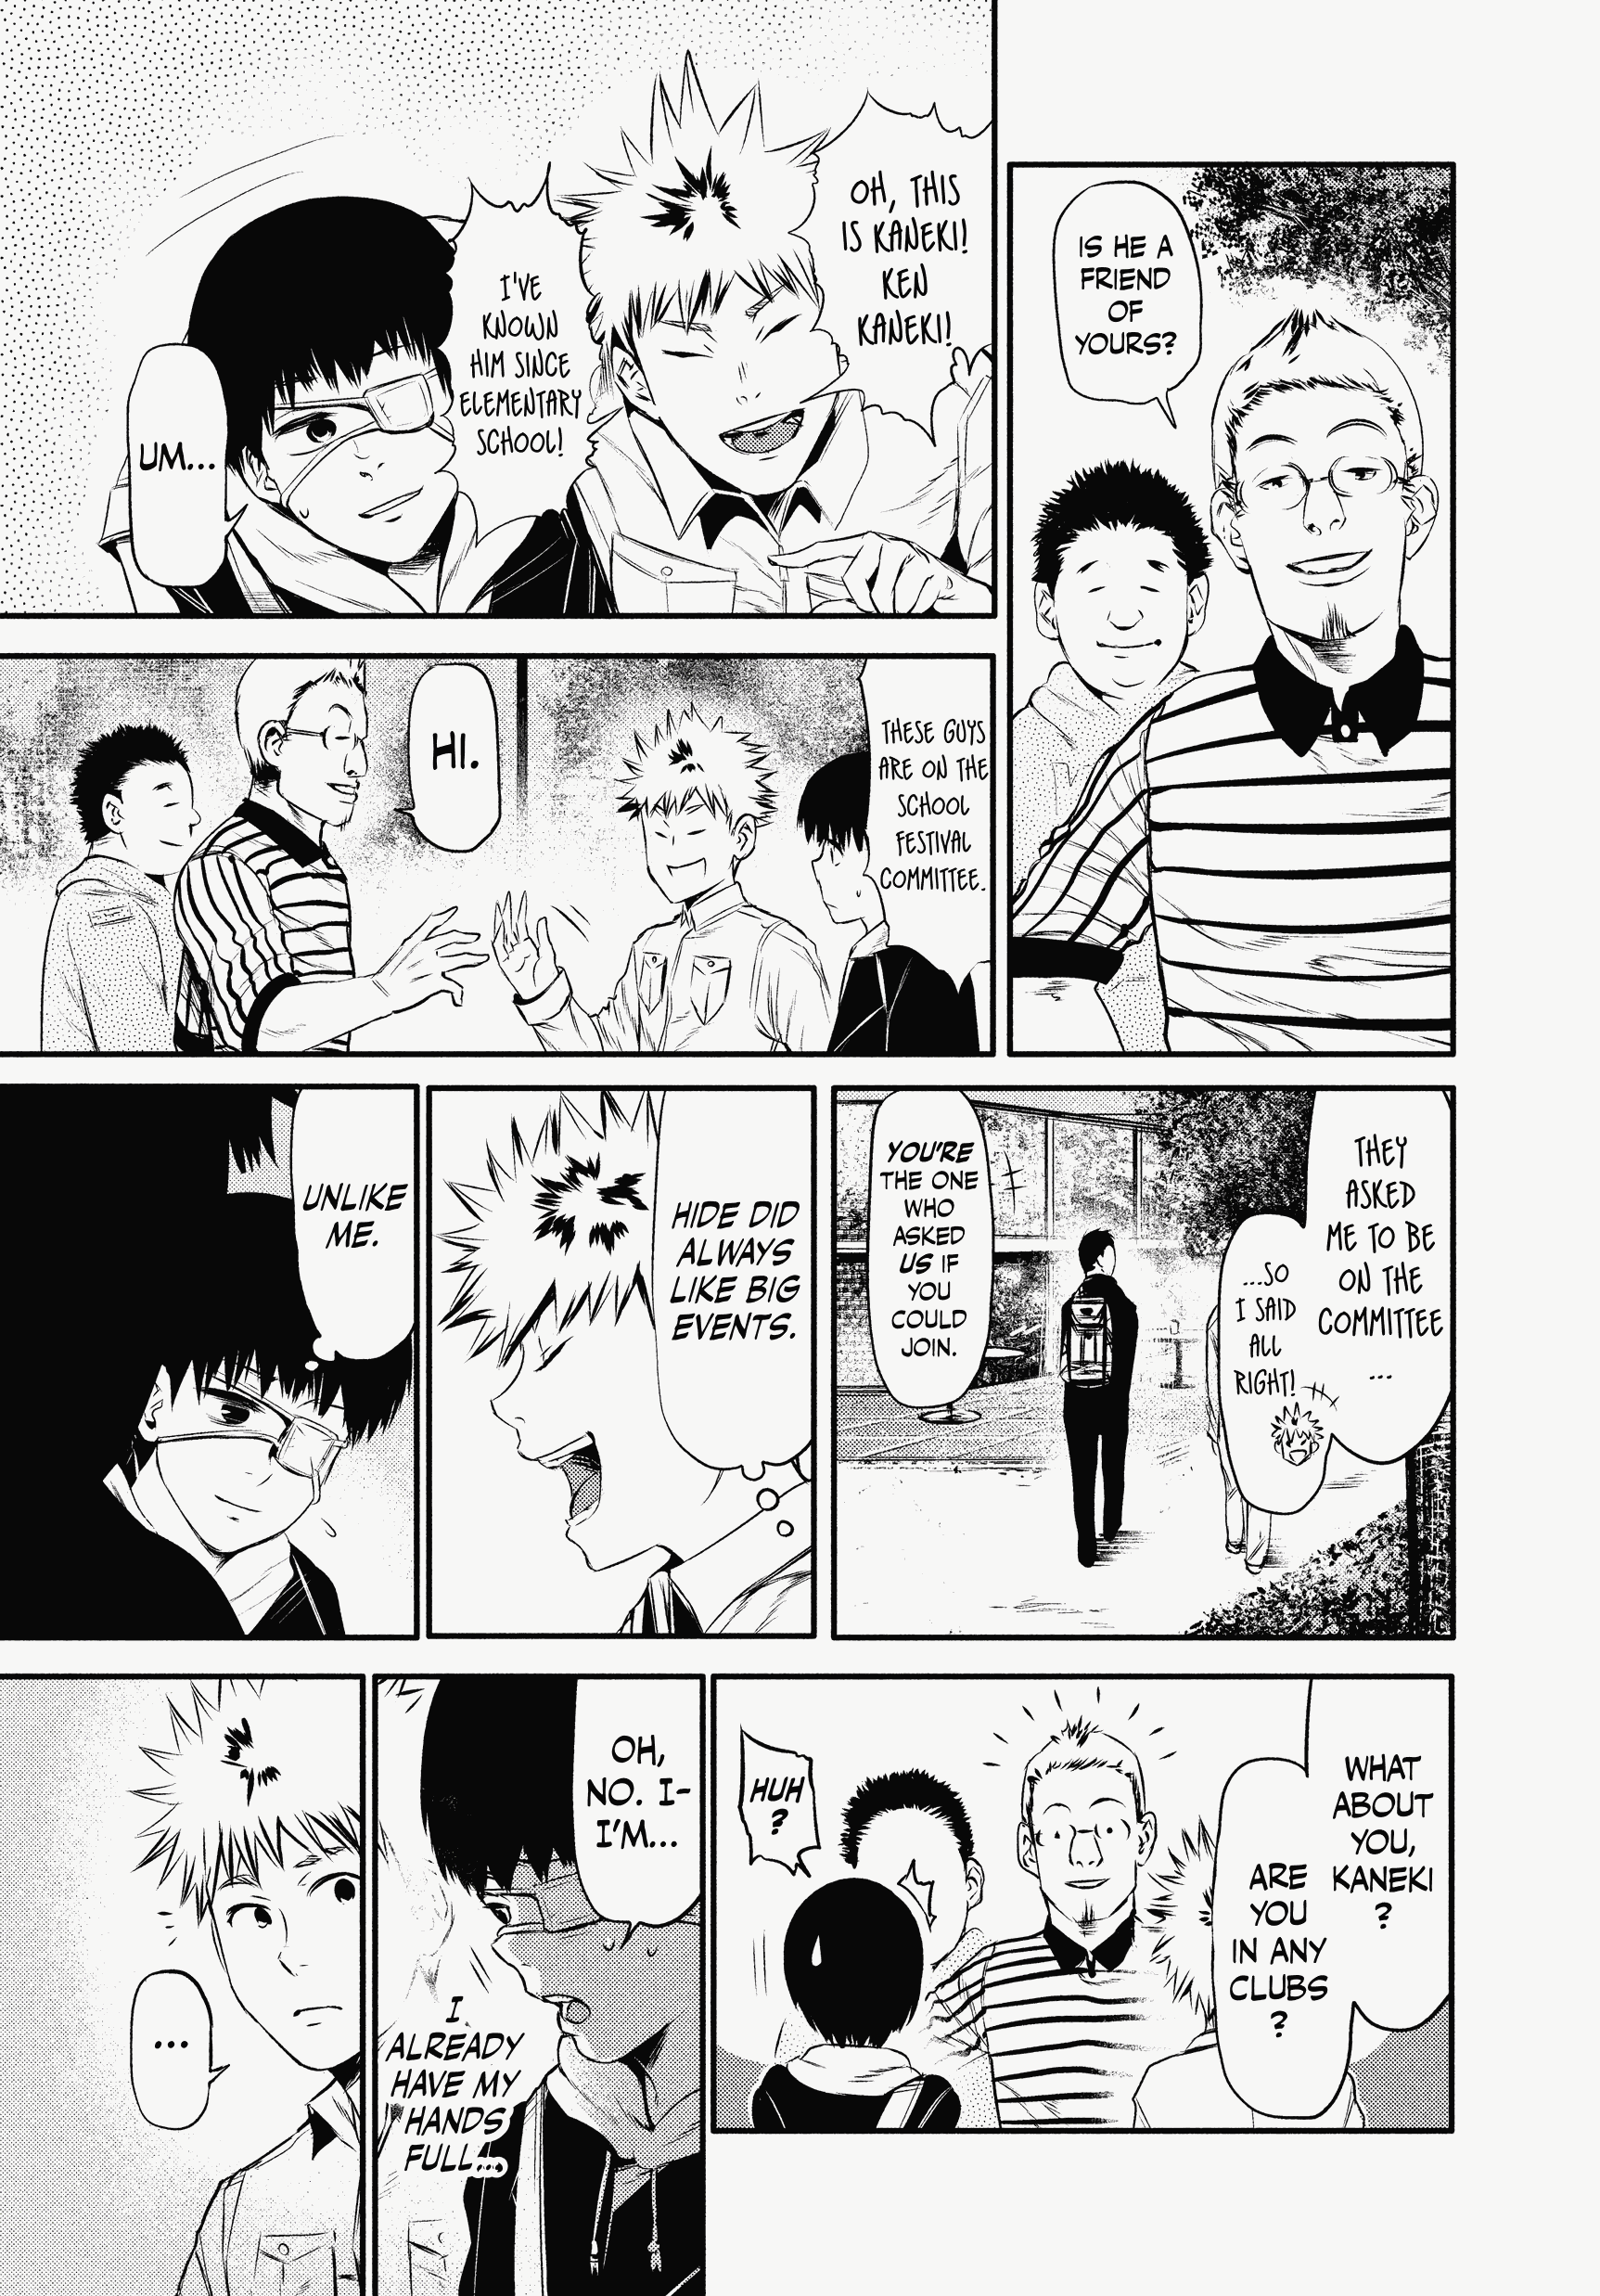 IS HE A
FRIEND
OF
YOURS?
OH, THIS
IS KANEKI!
KEN
KANEKI!
I'VE
KNOWN
HIM SINCE
ELEMENTARY
SCHOOL!
UM...
THESE GUYS
ARE ON THE
SCHOOL
FESTIVAL
COMMITTEE.
HI.
THEY
ASKED
ME TO BE
ON THE
COMMITTEE
...
...SO
I SAID
ALL
RIGHT!
YOU'RE
THE ONE
WHO
ASKED
US IF
YOU
COULD
JOIN.
HIDE DID
ALWAYS
LIKE BIG
EVENTS.
UNLIKE
ME.
WHAT
ABOUT
YOU,
KANEKI
?
ARE
YOU
IN ANY
CLUBS
?
HUH
?
OH,
NO. I-
I'M...
I
ALREADY
HAVE MY
HANDS
FULL...
...